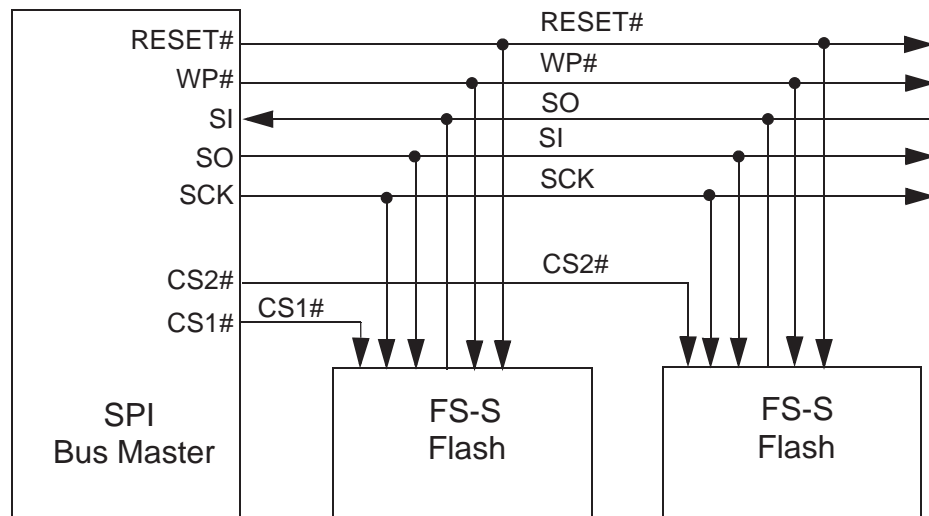 RESET#
RESET#
WP#
WP#
SI
SO
SO
SI
SCK
SCK
CS2#
CS2#
CS1#
CS1#
SPI
Bus Master
FS-S
Flash
FS-S
Flash